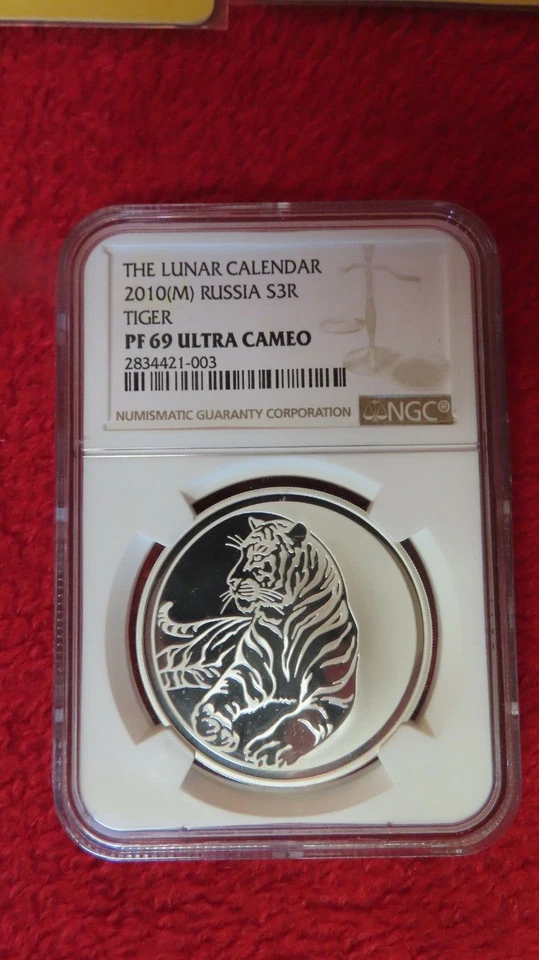 THE LUNAR CALENDAR
2010(M) RUSSIA S3R
TIGER
PF 69 ULTRA CAMEO
2834421-003
NUMISMATIC GUARANTY CORPORATION NGC®